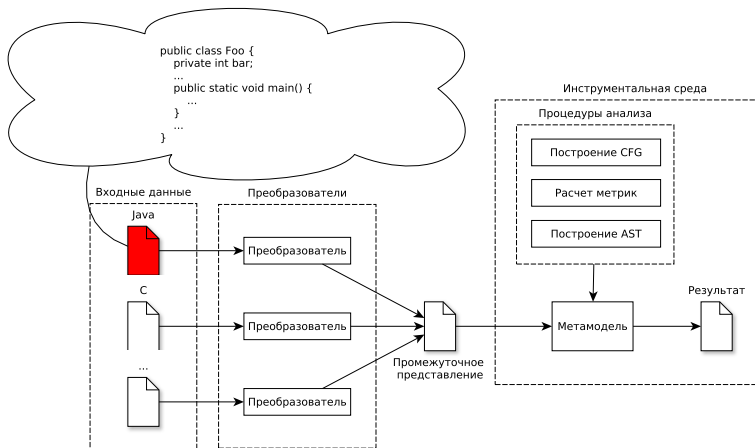 public class Foo {
private int bar;
...
public static void main() {
...
}
...
}
Инструментальная среда
Процедуры анализа
Построение CFG
Расчет метрик
Построение AST
Входные данные
Преобразователи
Java
Преобразователь
C
Преобразователь
...
Преобразователь
Промежуточное
представление
Метамодель
Результат